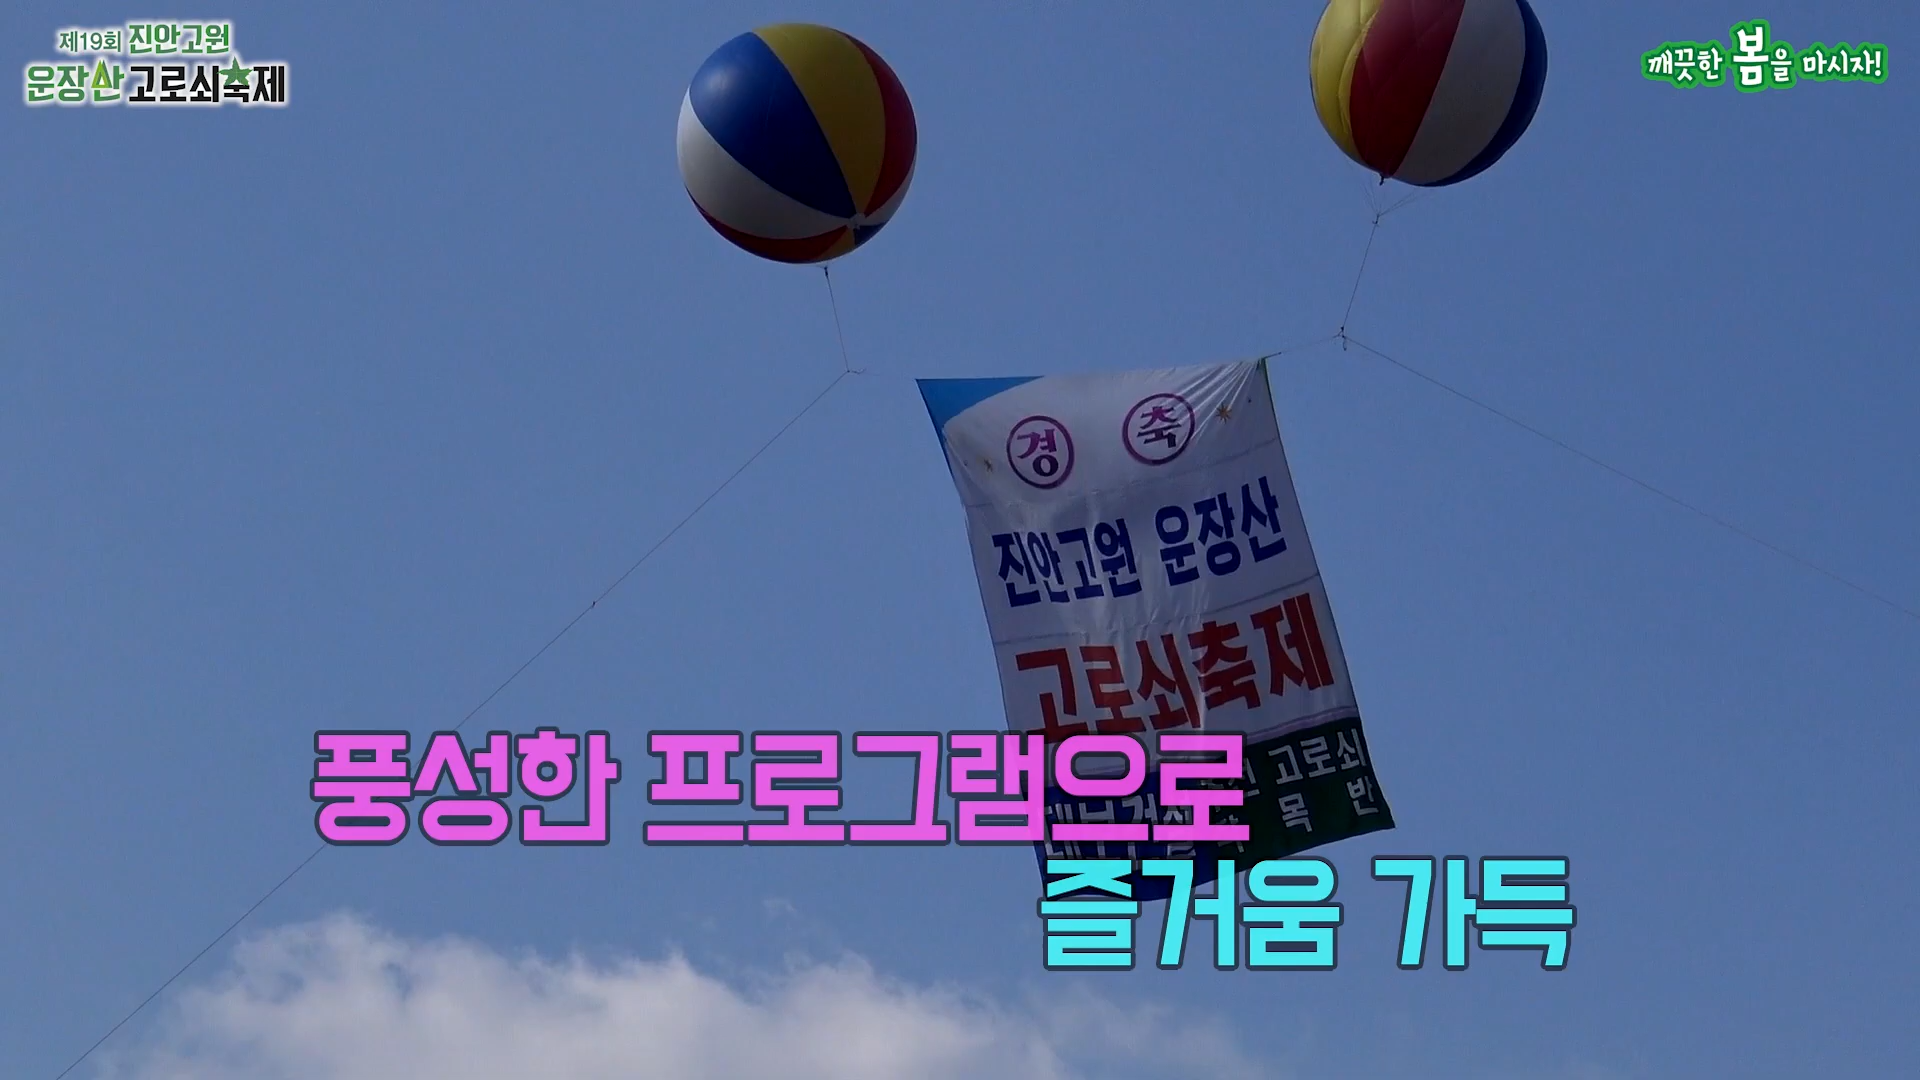 제19회 진안고원
운장산 고로쇠축제
깨끗한 봄을 마시자!
경 축
진안고원 운장산
고로쇠축제
고로쇠
목 반
풍성한 프로그램으로
즐거움 가득